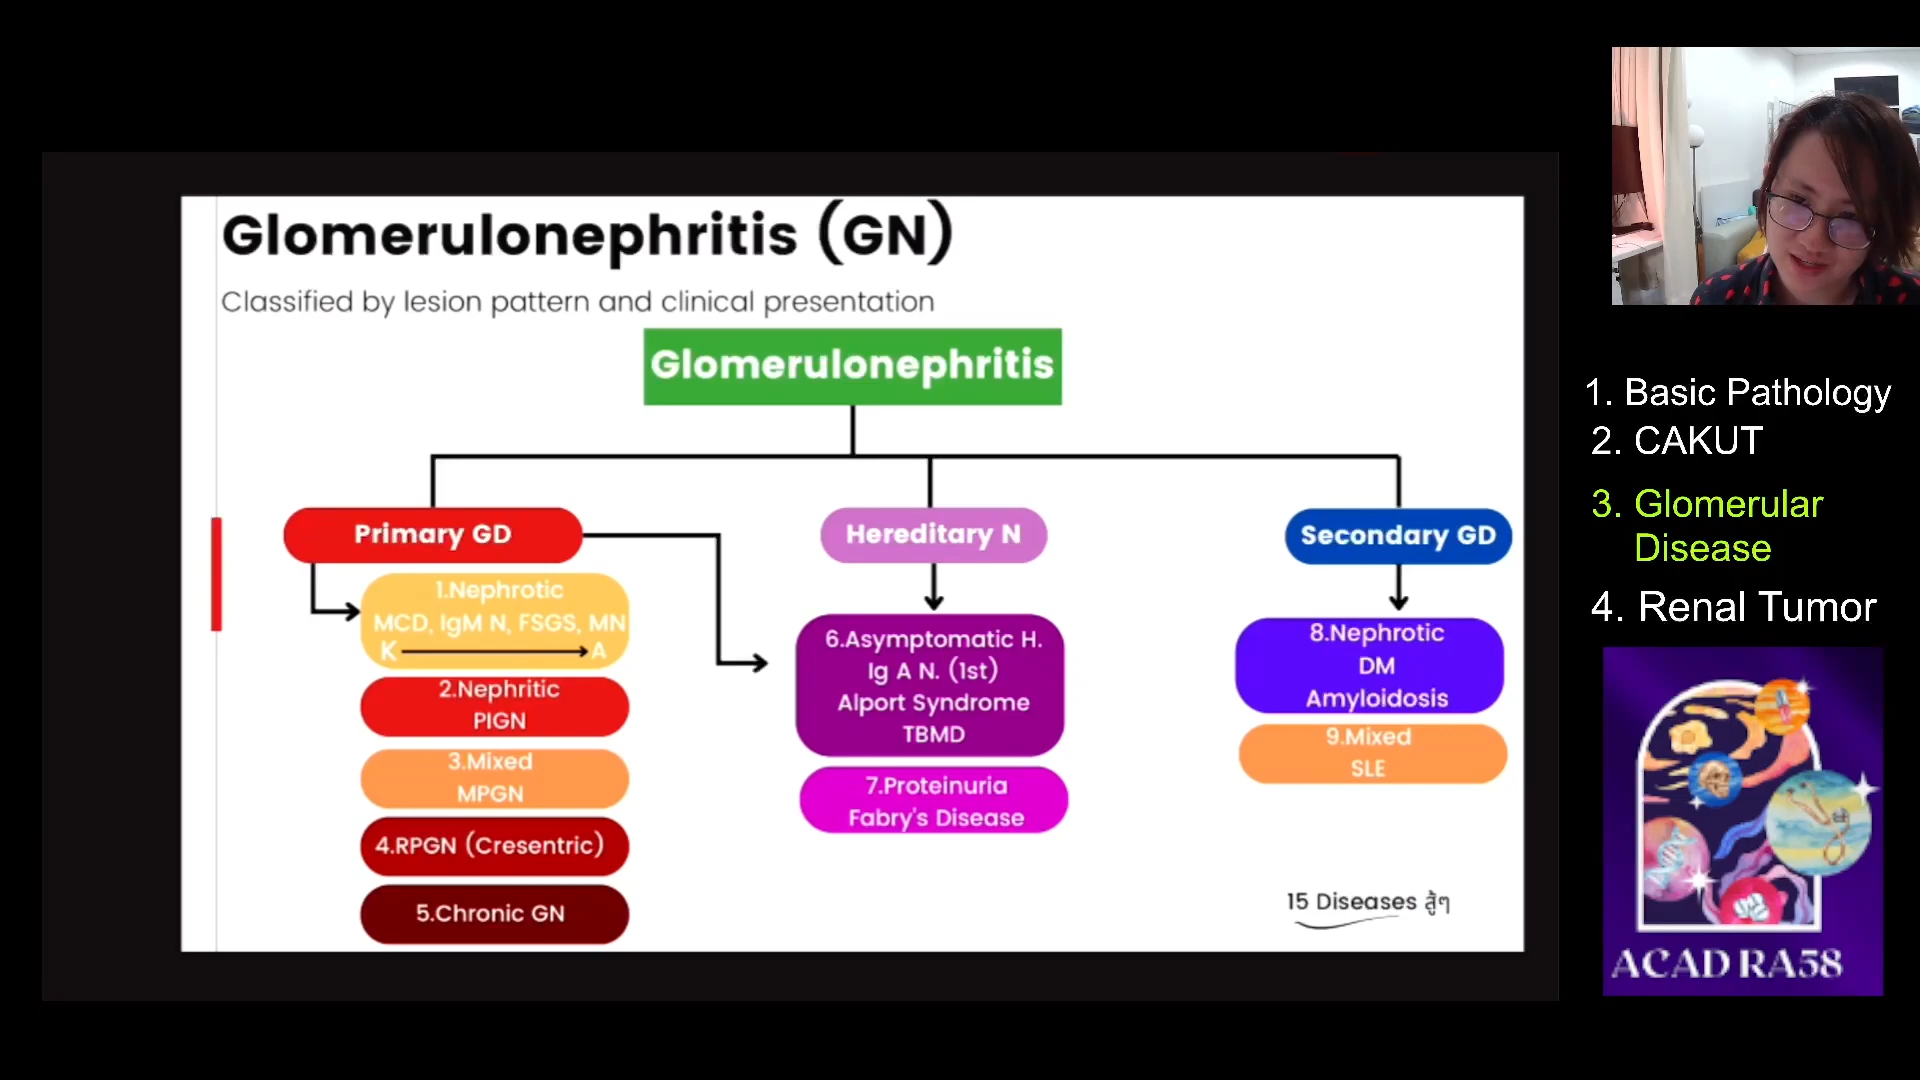 Glomerulonephritis (GN)
Classified by lesion pattern and clinical presentation
Glomerulonephritis
Primary GD
1.Nephrotic
MCD, IgM N, FSGS, MN
K A
2.Nephritic
PIGN
3.Mixed
MPGN
4.RPGN (Cresentric)
5.Chronic GN
Hereditary N
6.Asymptomatic H.
Ig A N. (1st)
Alport Syndrome
TBMD
7.Proteinuria
Fabry's Disease
Secondary GD
8.Nephrotic
DM
Amyloidosis
9.Mixed
SLE
15 Diseases สู้ๆ
1. Basic Pathology
2. CAKUT
3. Glomerular
Disease
4. Renal Tumor
ACAD RA58